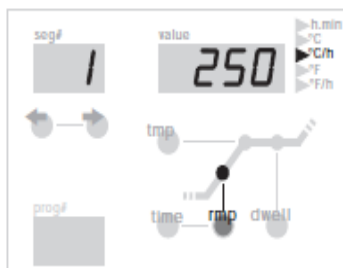 seg#
value
h.min
°C
°C/h
°F
°F/h
1
250
tmp
prog#
time
rmp
dwell